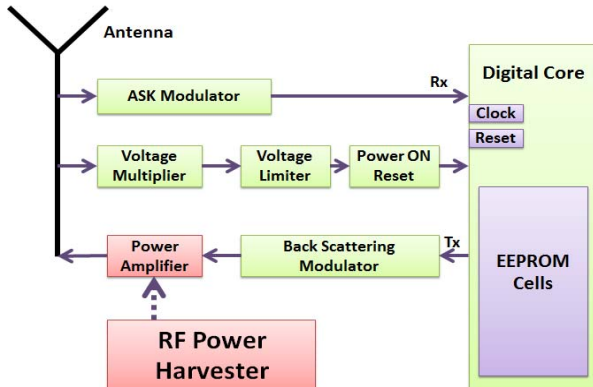 Antenna
Digital Core
ASK Modulator
Rx
Clock
Reset
Voltage
Multiplier
Voltage
Limiter
Power ON
Reset
Power
Amplifier
Back Scattering
Modulator
Tx
EEPROM
Cells
RF Power
Harvester